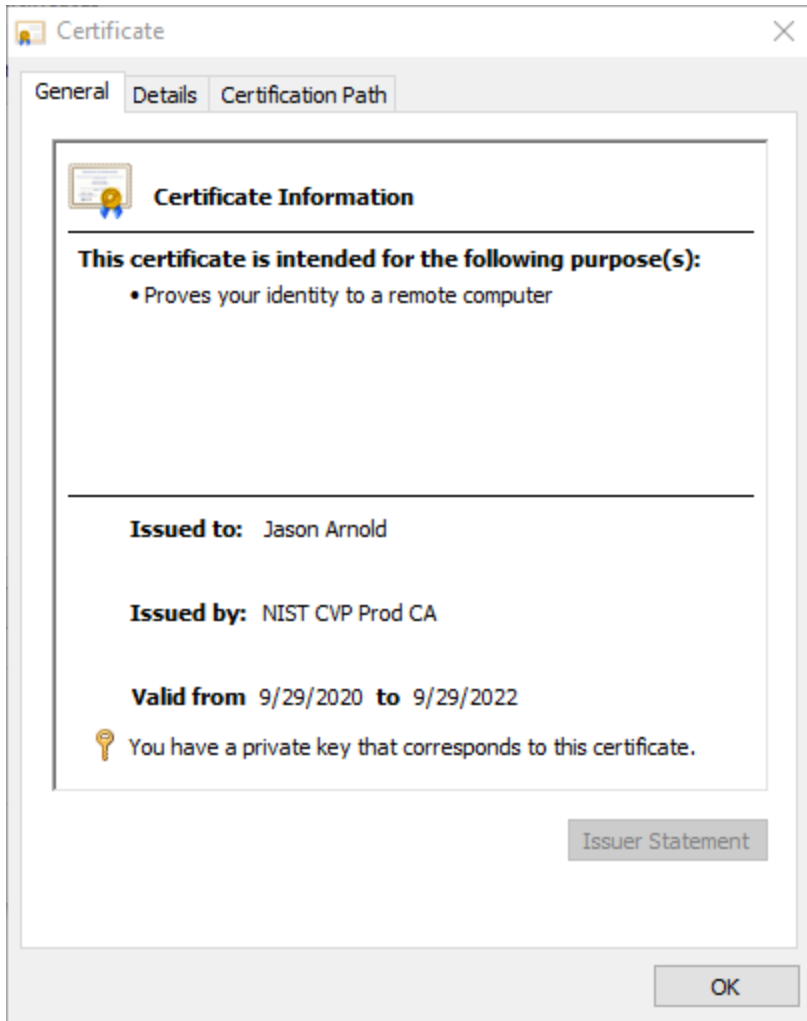 Certificate
General Details Certification Path
Certificate Information
This certificate is intended for the following purpose(s):
• Proves your identity to a remote computer
Issued to: Jason Arnold
Issued by: NIST CVP Prod CA
Valid from 9/29/2020 to 9/29/2022
You have a private key that corresponds to this certificate.
Issuer Statement
OK